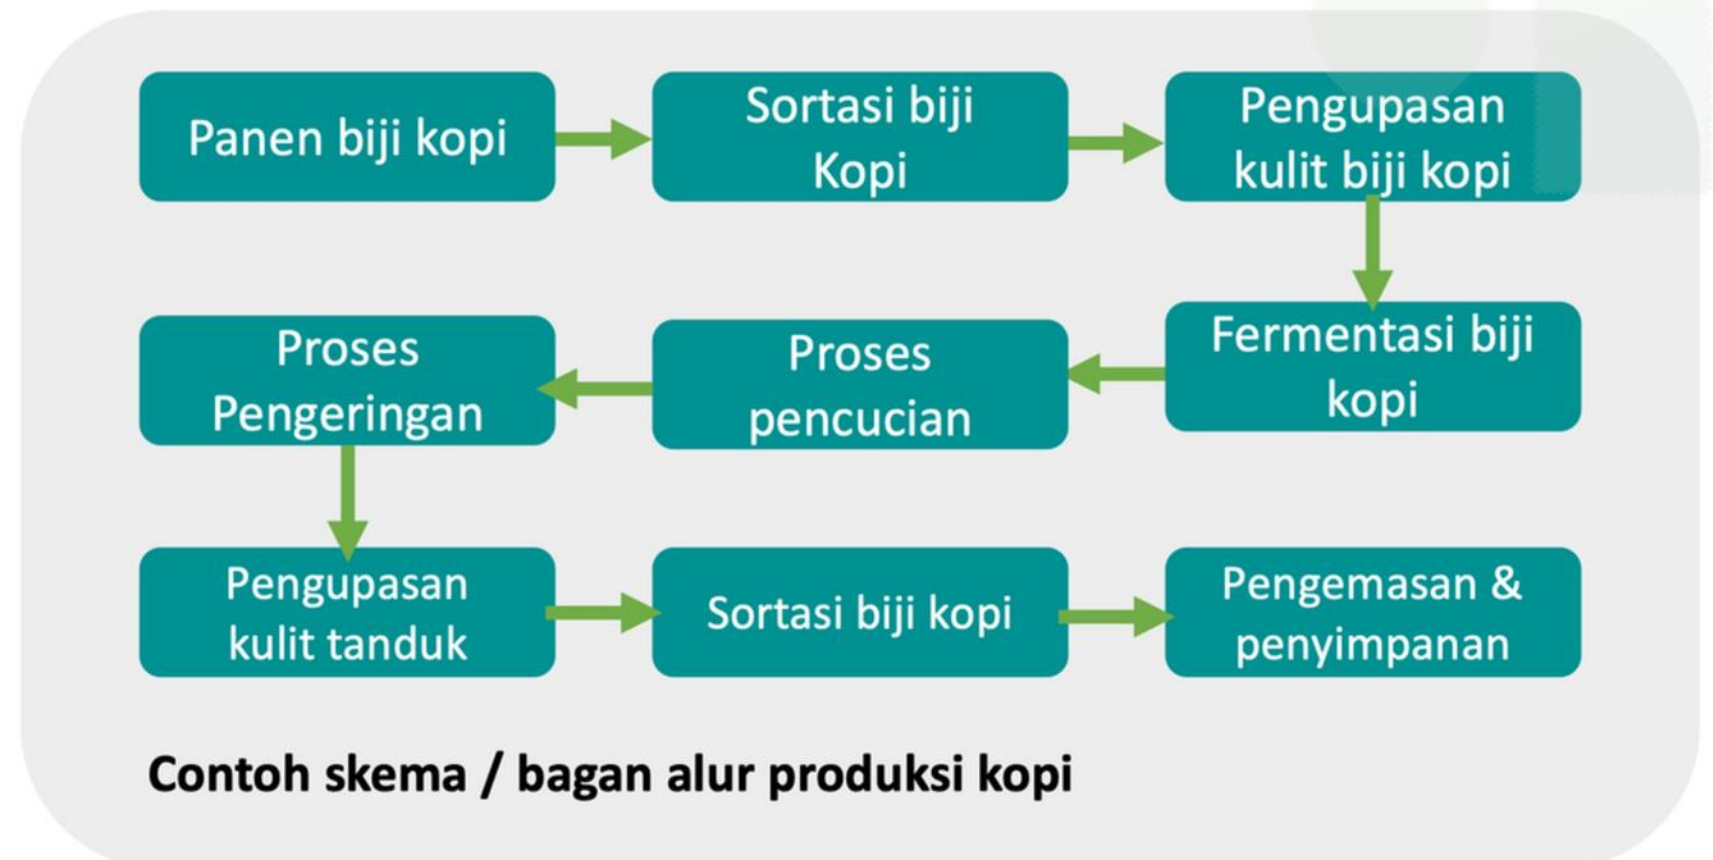 Panen biji kopi
Sortasi biji
Kopi
Pengupasan
kulit biji kopi
Fermentasi biji
kopi
Proses
pencucian
Proses
Pengeringan
Pengupasan
kulit tanduk
Sortasi biji kopi
Pengemasan &
penyimpanan
Contoh skema / bagan alur produksi kopi